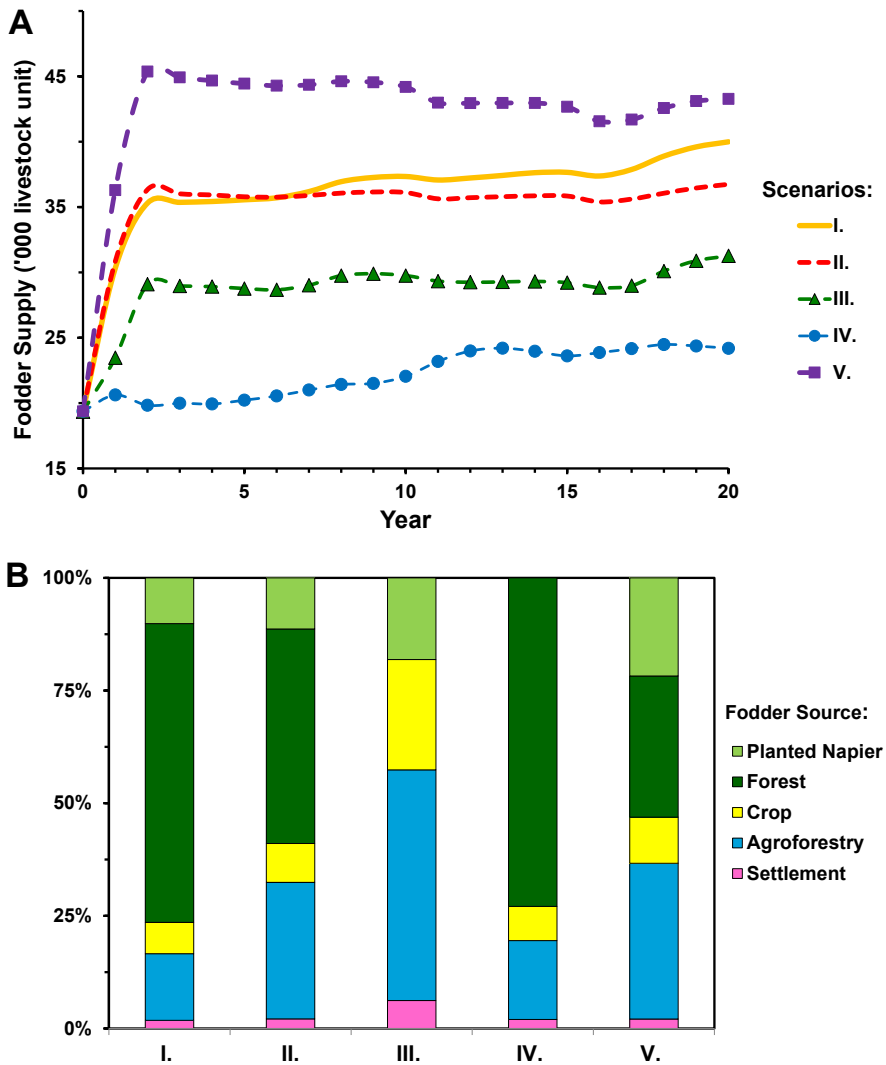 A
Fodder Supply ('000 livestock unit)
45
35
25
15
0
5
10
15
20
Year
Scenarios:
I.
II.
III.
IV.
V.
B
100%
75%
50%
25%
0%
I.
II.
III.
IV.
V.
Fodder Source:
Planted Napier
Forest
Crop
Agroforestry
Settlement